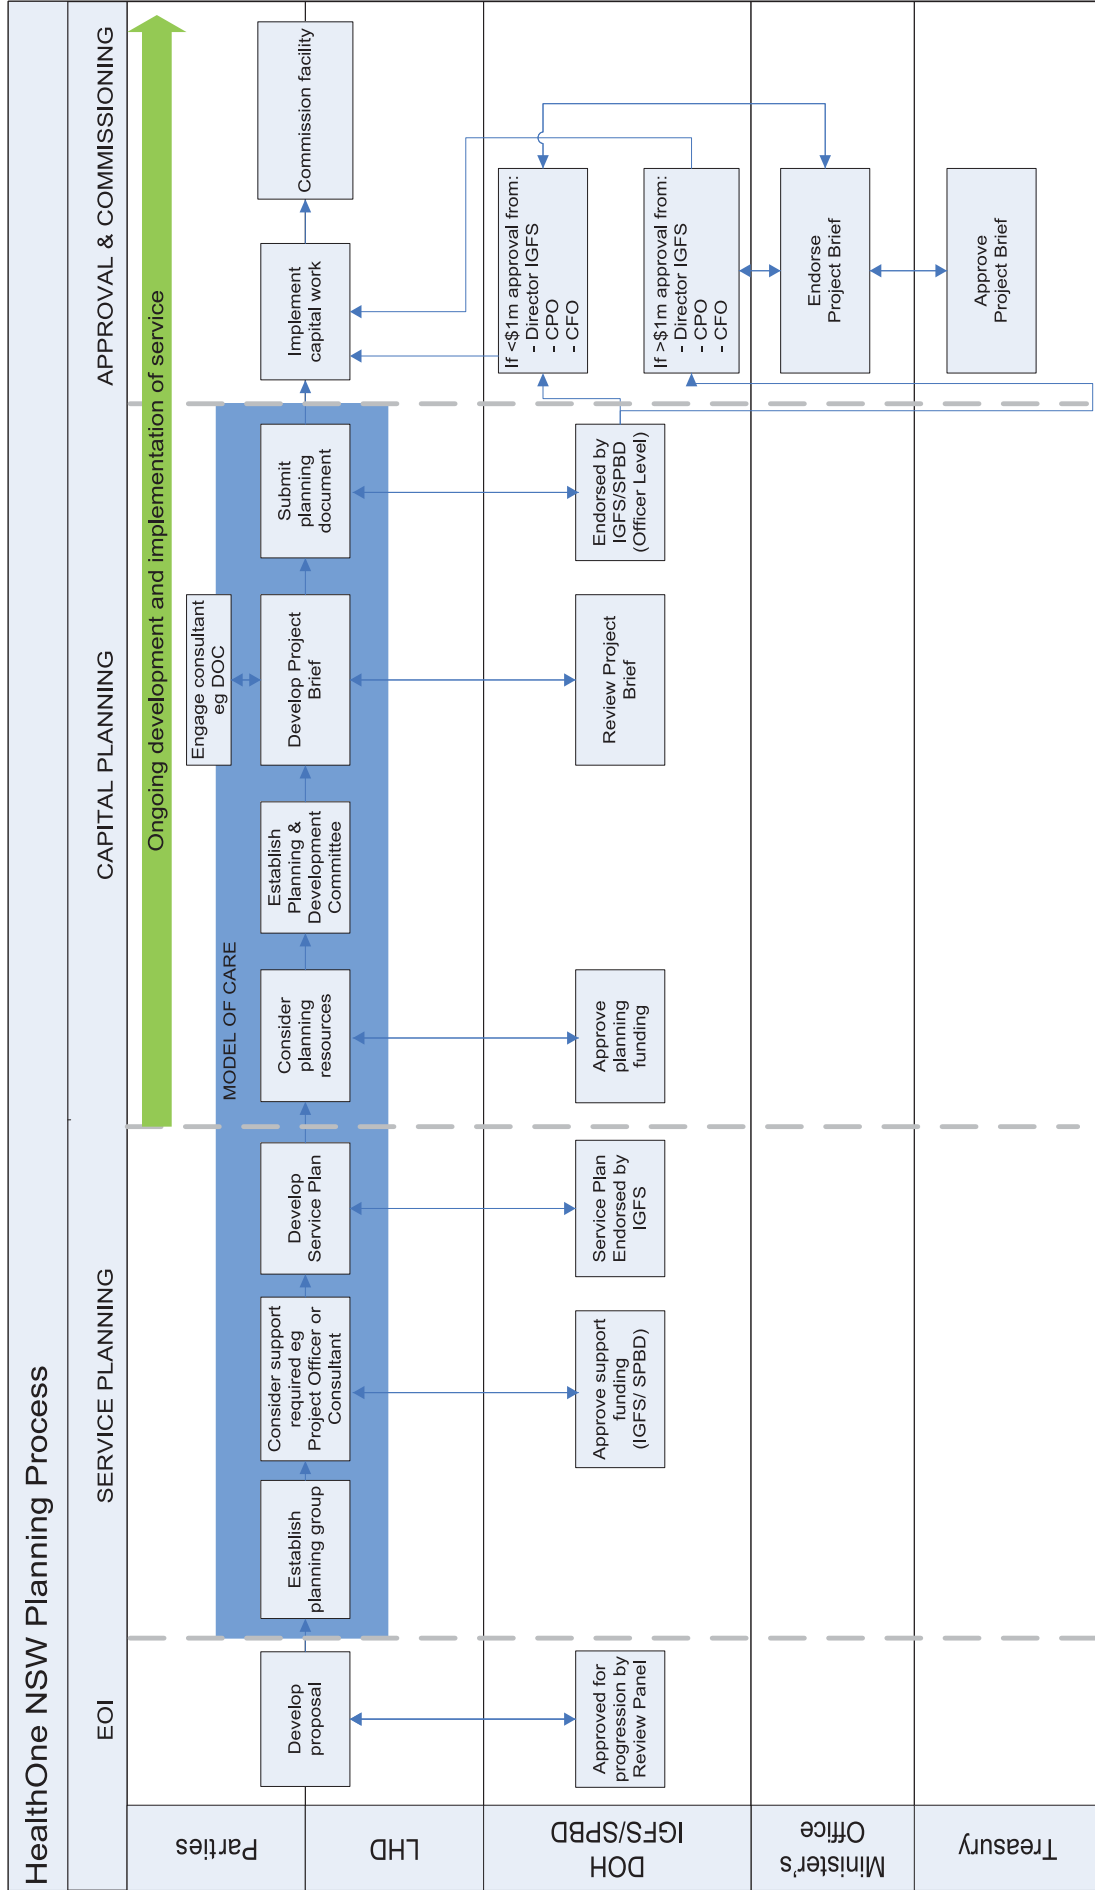 HealthOne NSW Planning Process
EOI
SERVICE PLANNING
CAPITAL PLANNING
APPROVAL & COMMISSIONING
Ongoing development and implementation of service
Parties
LHD
DOH
IGFS/SPBD
Minister's
Office
Treasury
MODEL OF CARE
Develop
proposal
Establish
planning group
Consider support
required eg
Project Officer or
Consultant
Develop
Service Plan
Consider
planning
resources
Establish
Planning &
Development
Committee
Engage consultant
eg DOC
Develop Project
Brief
Submit
planning
document
Implement
capital work
Commission facility
Approved for
progression by
Review Panel
Approve support
funding
(IGFS/ SPBD)
Service Plan
Endorsed by
IGFS
Approve
planning
funding
Review Project
Brief
Endorsed by
IGFS/SPBD
(Officer Level)
If <$1m approval from:
- Director IGFS
- CPO
- CFO
If >$1m approval from:
- Director IGFS
- CPO
- CFO
Endorse
Project Brief
Approve
Project Brief